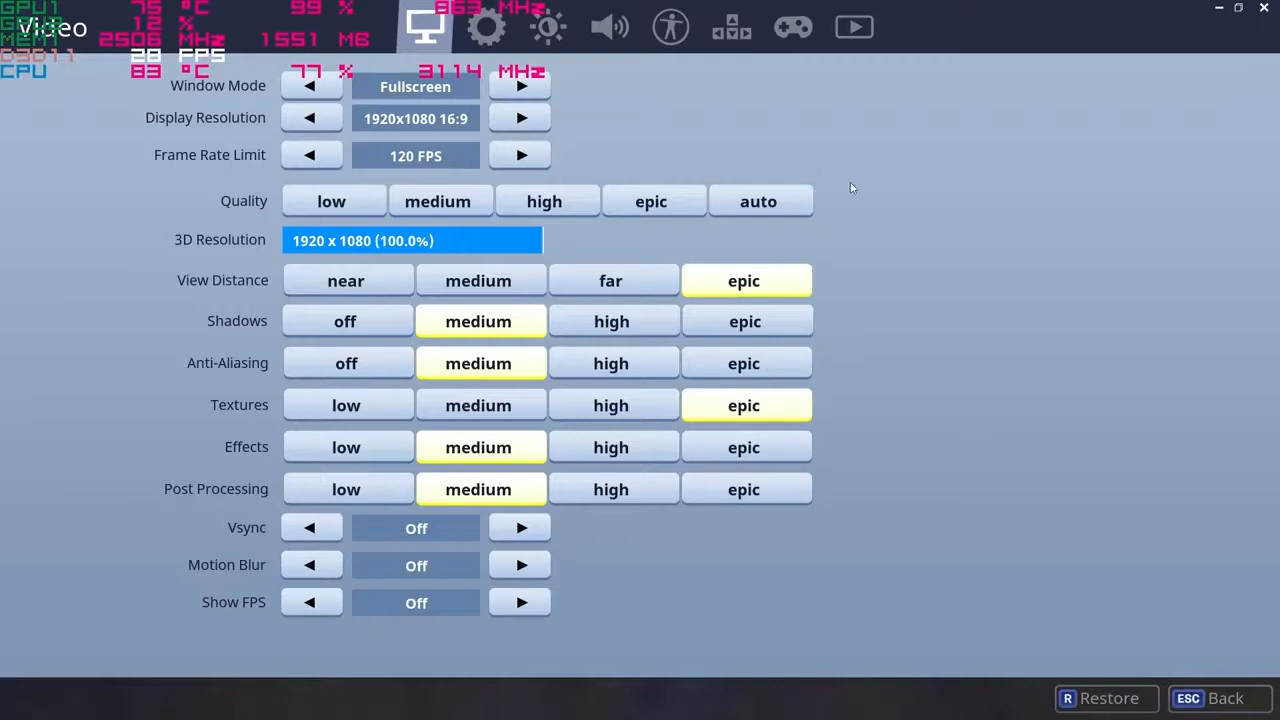 GPU1 75 °C 99 % 863 MHz
12 %
Video
MEM1 2506 MHz 1551 MB
D3D11 28 FPS
CPU 83 °C 77 % 3114 MHz
Window Mode Fullscreen
Display Resolution 1920x1080 16:9
Frame Rate Limit 120 FPS
Quality low medium high epic auto
3D Resolution 1920 x 1080 (100.0%)
View Distance near medium far epic
Shadows off medium high epic
Anti-Aliasing off medium high epic
Textures low medium high epic
Effects low medium high epic
Post Processing low medium high epic
Vsync Off
Motion Blur Off
Show FPS Off
R Restore ESC Back